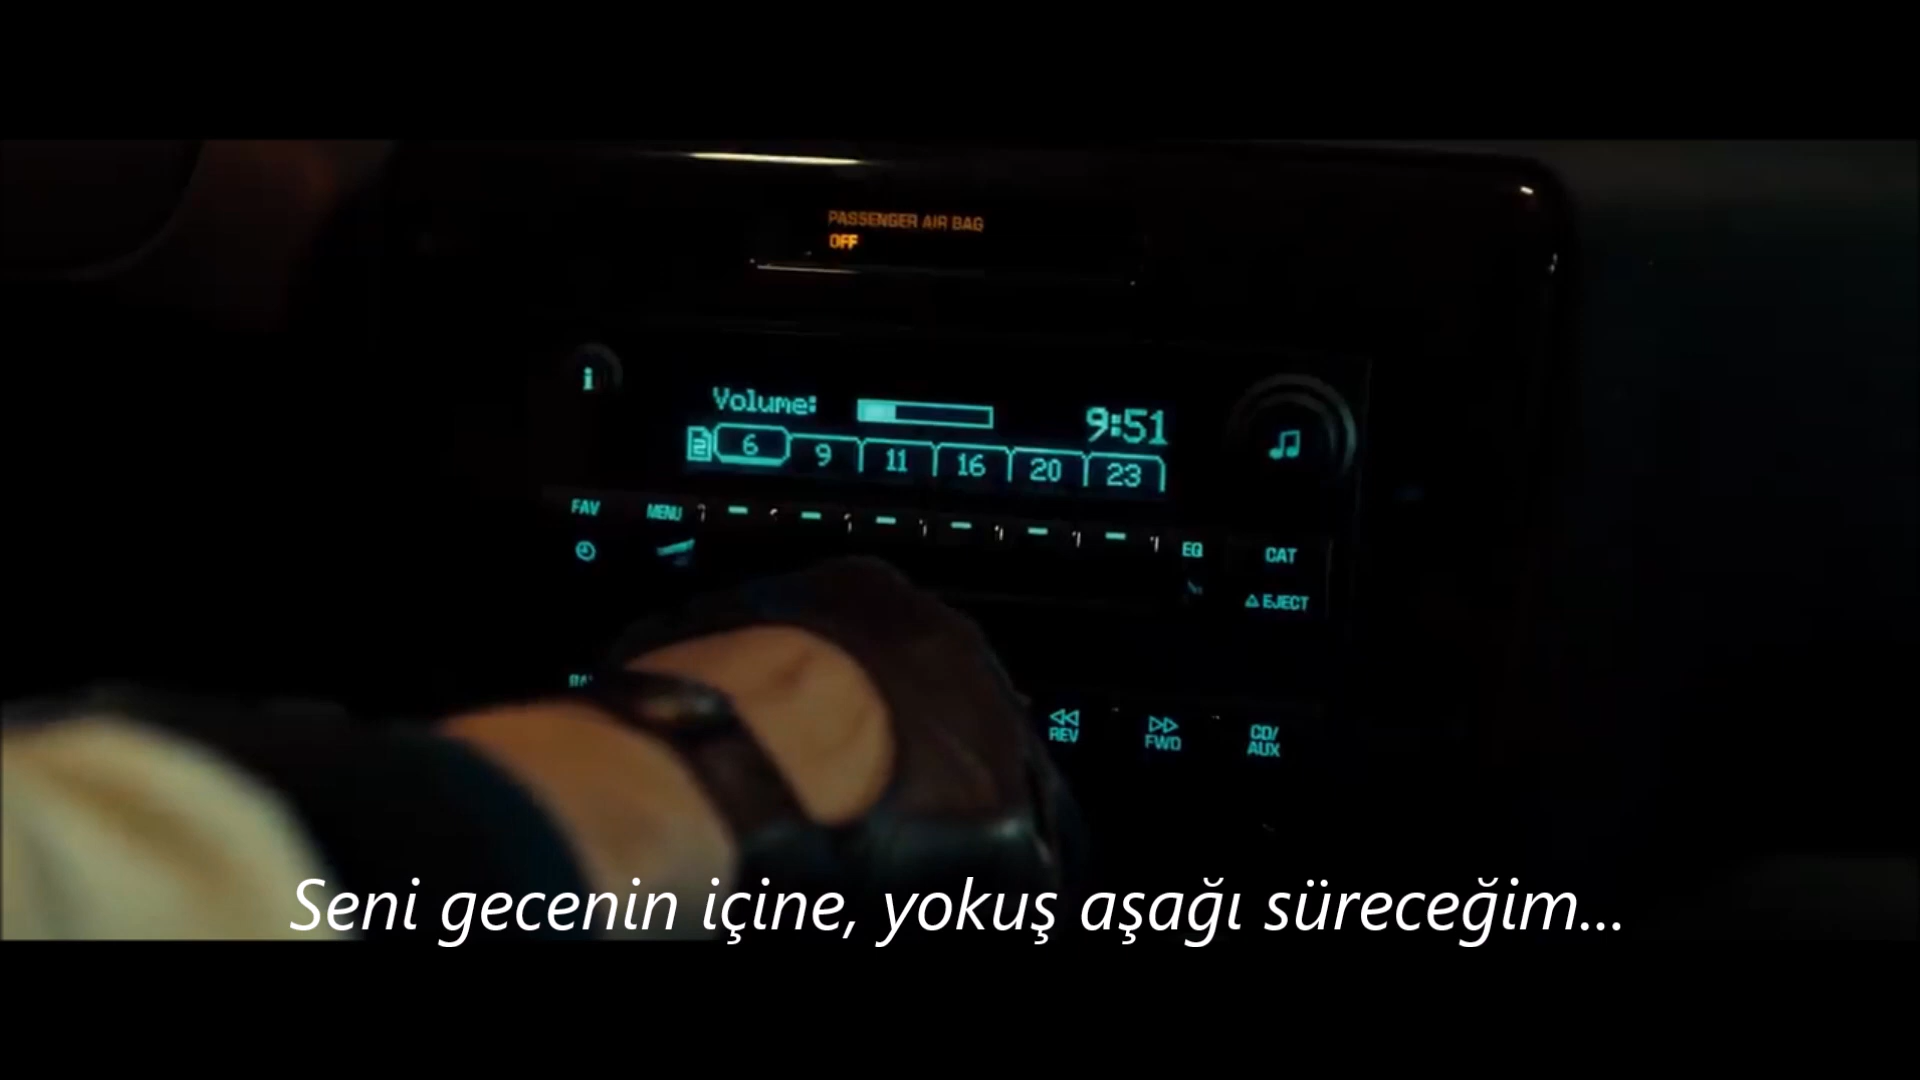 PASSENGER AIR BAG
OFF
i
Volume:
9:51
2 6 9 11 16 20 23
FAV
MENU
EQ
CAT
EJECT
REV
FWD
CD/
AUX
Seni gecenin içine, yokuş aşağı süreceğim...